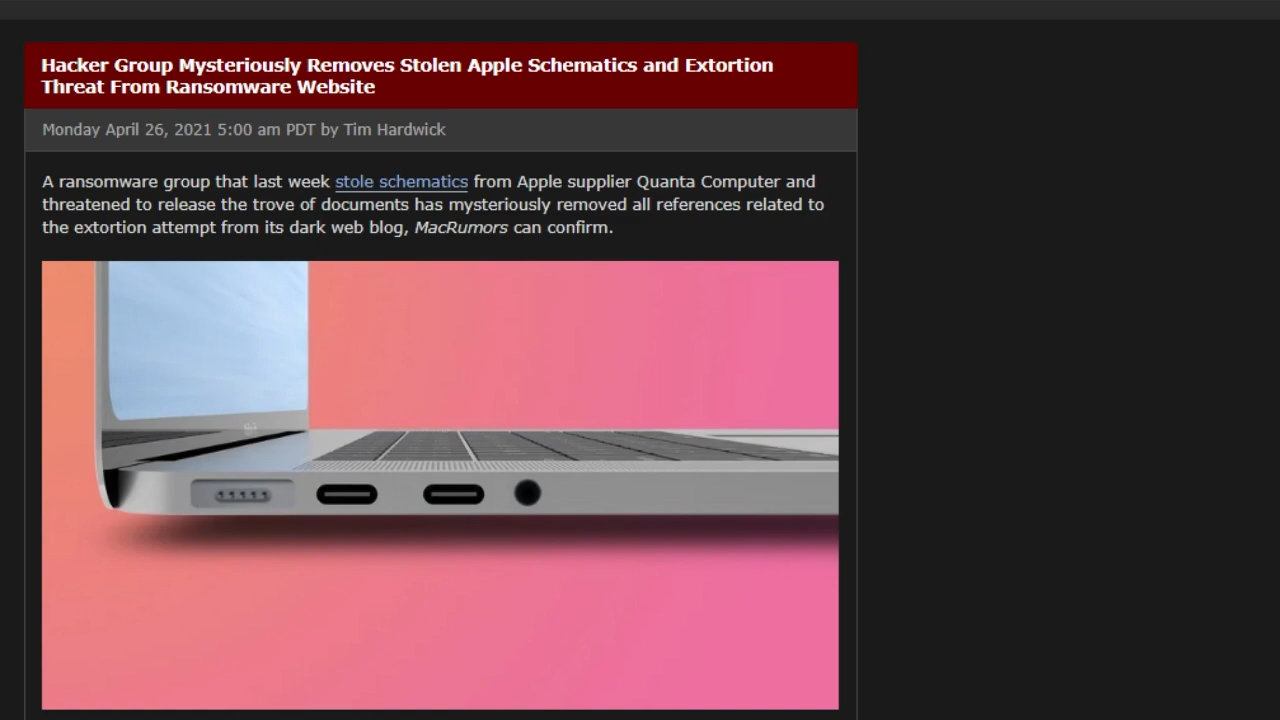 Hacker Group Mysteriously Removes Stolen Apple Schematics and Extortion
Threat From Ransomware Website
Monday April 26, 2021 5:00 am PDT by Tim Hardwick
A ransomware group that last week stole schematics from Apple supplier Quanta Computer and
threatened to release the trove of documents has mysteriously removed all references related to
the extortion attempt from its dark web blog, MacRumors can confirm.